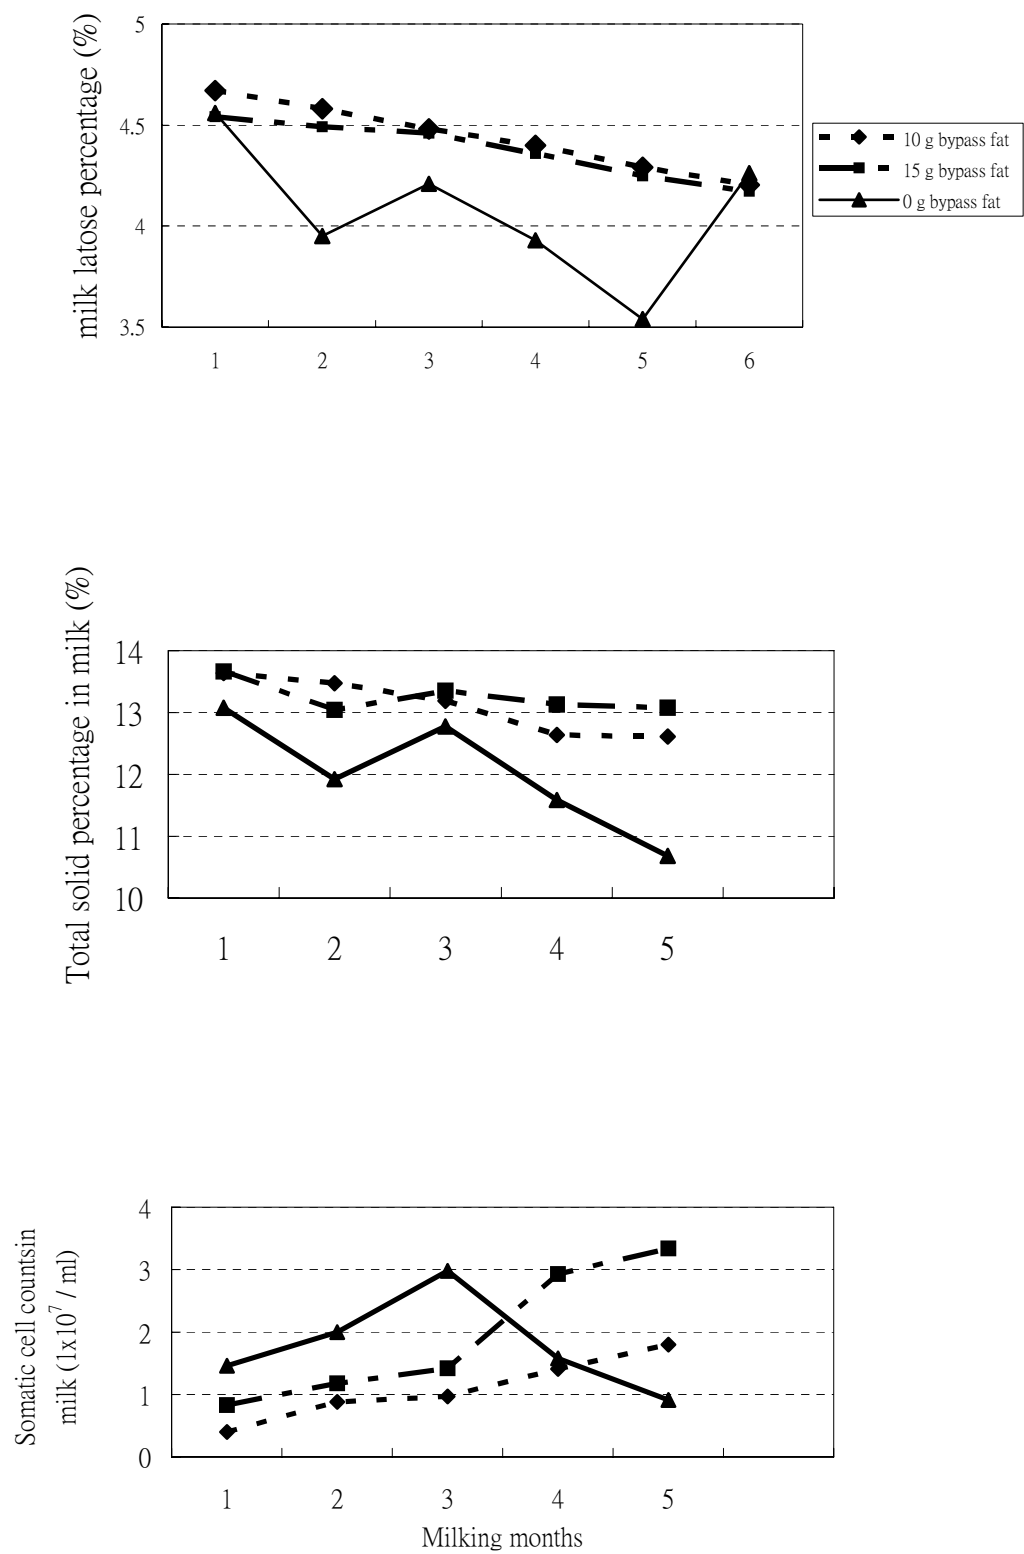 milk latose percentage (%)
5
4.5
4
3.5
1 2 3 4 5 6
10 g bypass fat
15 g bypass fat
0 g bypass fat
Total solid percentage in milk (%)
14
13
12
11
10
1 2 3 4 5
Somatic cell countsin
milk (1x10⁷ / ml)
4
3
2
1
0
1 2 3 4 5
Milking months